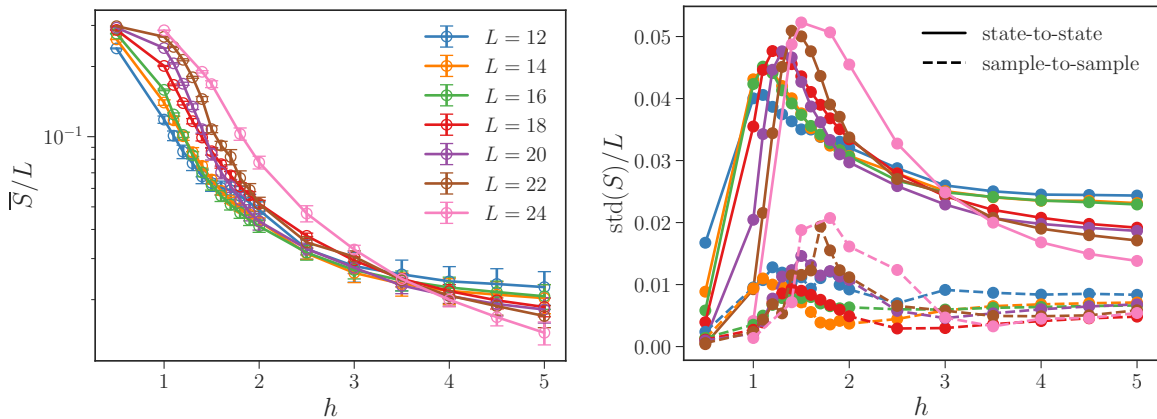 10⁻¹
S̅/L
L = 12
L = 14
L = 16
L = 18
L = 20
L = 22
L = 24
1 2 3 4 5
h
0.05
0.04
0.03
0.02
0.01
0.00
std(S)/L
state-to-state
sample-to-sample
1 2 3 4 5
h